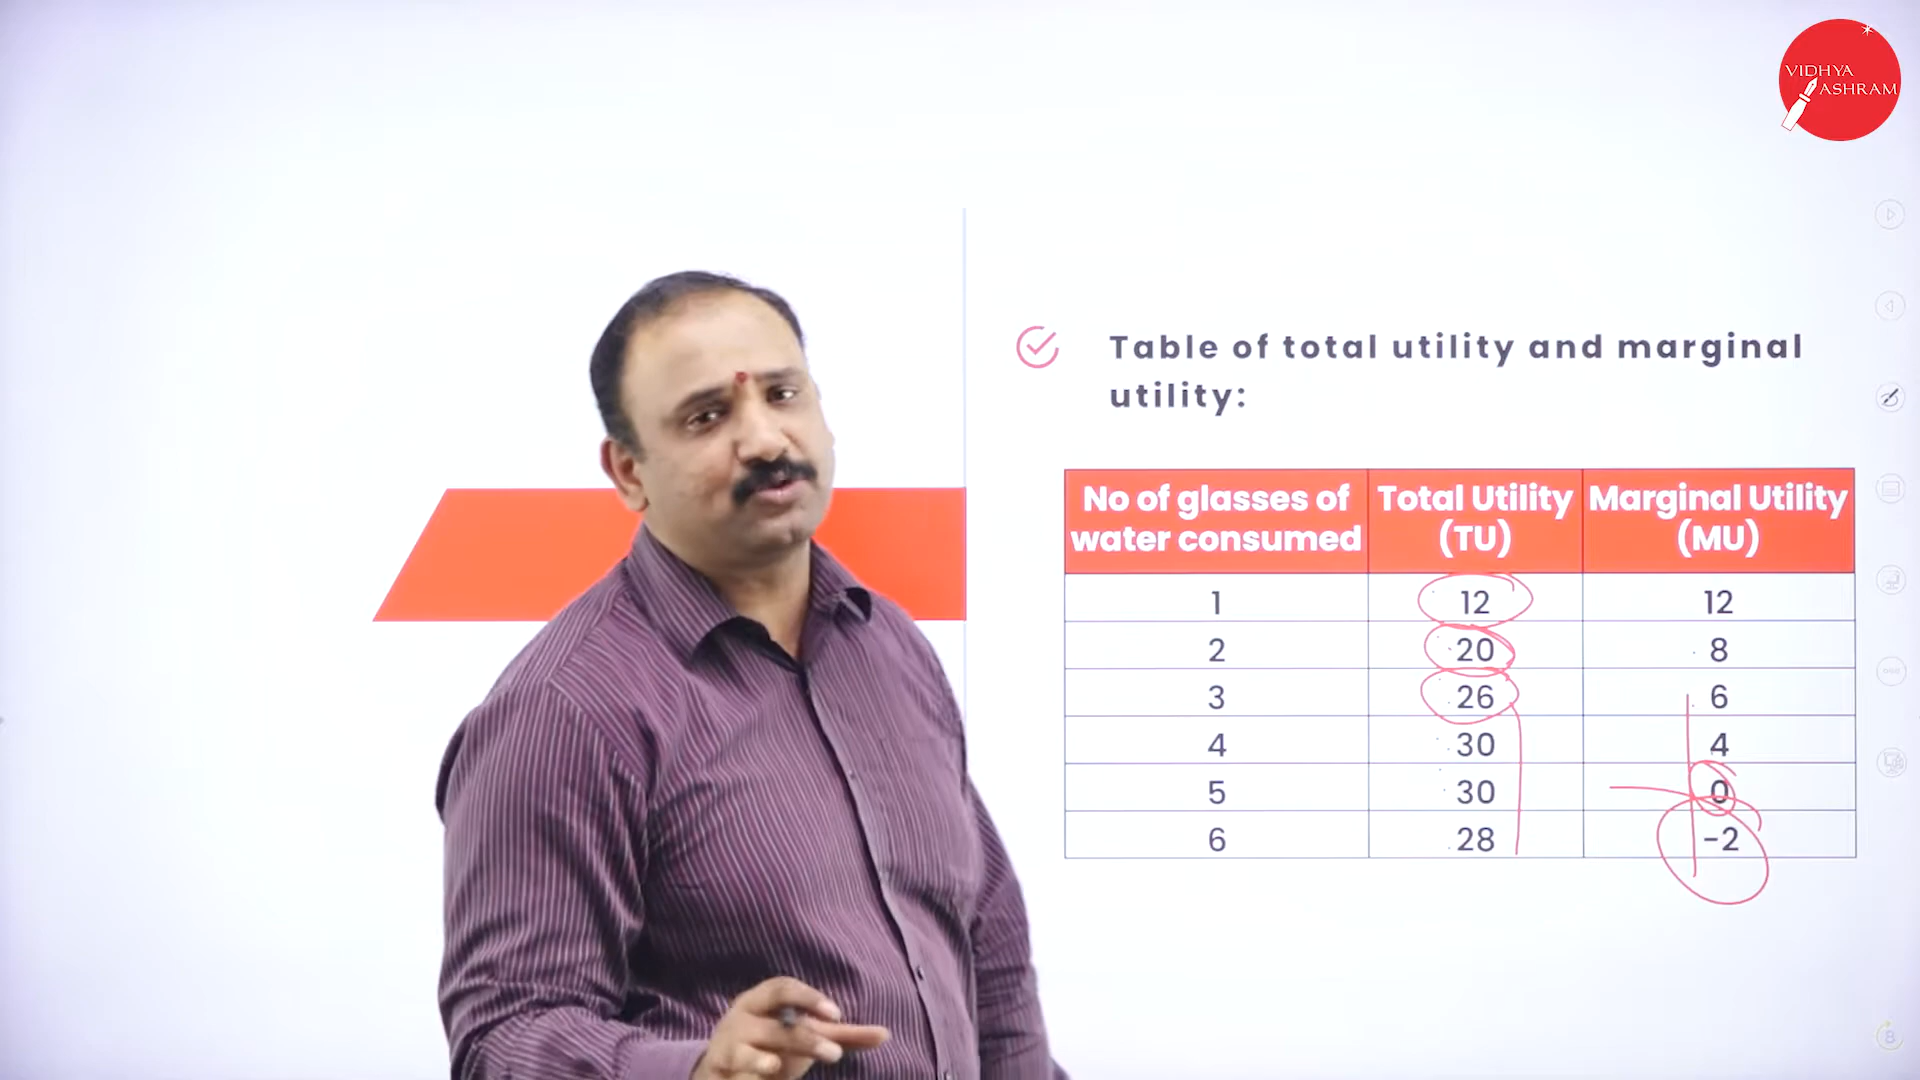 VIDHYA
ASHRAM
Table of total utility and marginal
utility:
No of glasses of water consumed | Total Utility (TU) | Marginal Utility (MU)
1 | 12 | 12
2 | 20 | 8
3 | 26 | 6
4 | 30 | 4
5 | 30 | 0
6 | 28 | -2
8